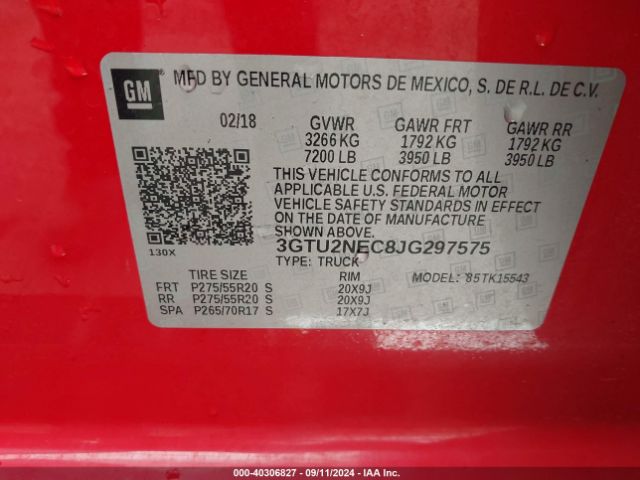 GM MFD BY GENERAL MOTORS DE MEXICO, S. DE R.L. DE C.V.
02/18 GVWR GAWR FRT GAWR RR
3266 KG 1792 KG 1792 KG
7200 LB 3950 LB 3950 LB
THIS VEHICLE CONFORMS TO ALL
APPLICABLE U.S. FEDERAL MOTOR
VEHICLE SAFETY STANDARDS IN EFFECT
ON THE DATE OF MANUFACTURE
SHOWN ABOVE.
130X 3GTU2NEC8JG297575
TYPE: TRUCK
TIRE SIZE RIM MODEL: 85TK15543
FRT P275/55R20 S 20X9J
RR P275/55R20 S 20X9J
SPA P265/70R17 S 17X7J
000-40306827 - 09/11/2024 - IAA Inc.